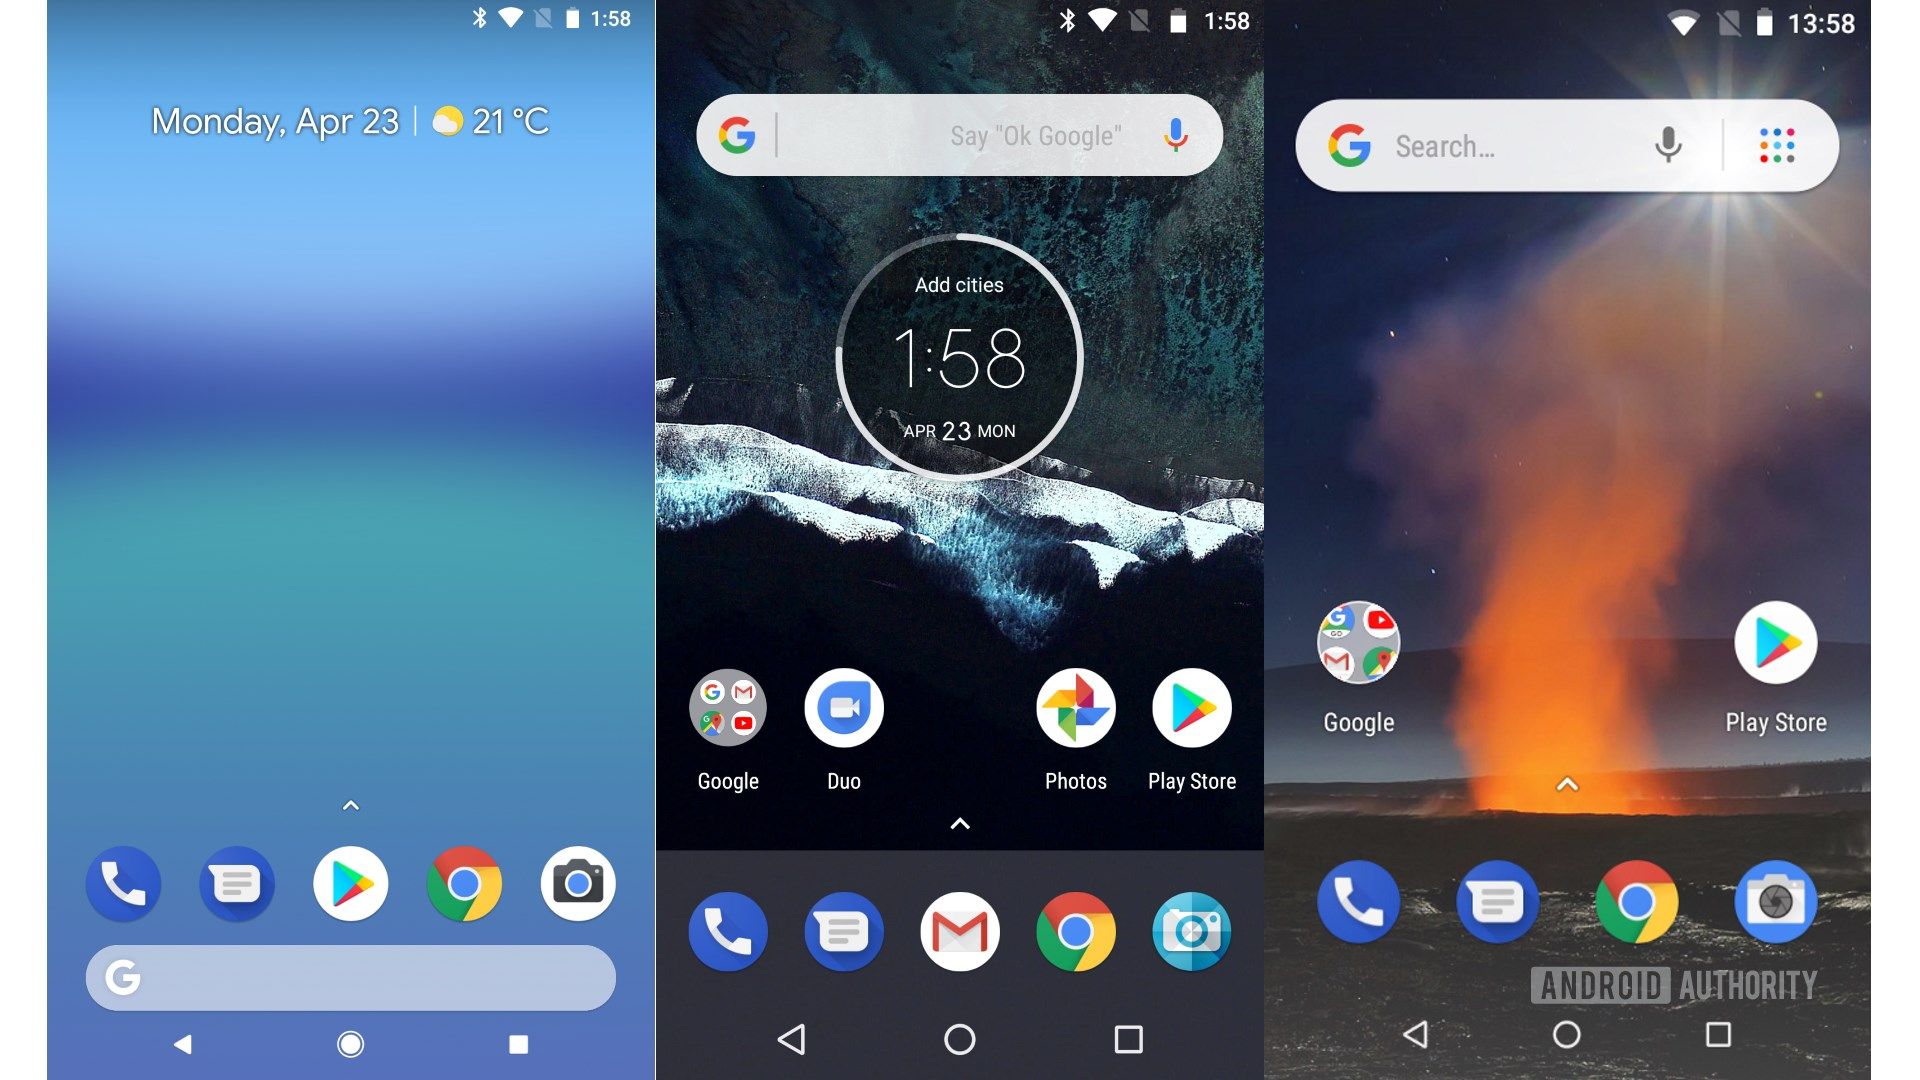 1:58
Monday, Apr 23 | 21 °C
1:58
Say "Ok Google"
Add cities
1:58
APR 23 MON
Google
Duo
Photos
Play Store
13:58
Search...
GO
Google
Play Store
ANDROID AUTHORITY